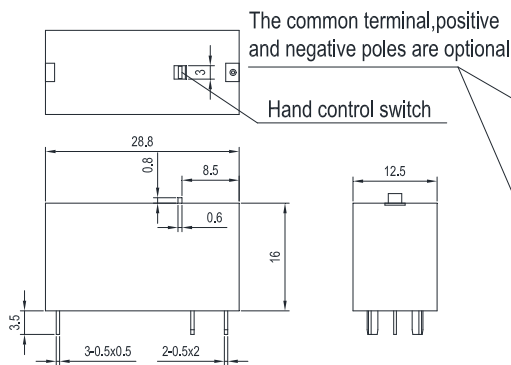 The common terminal,positive
and negative poles are optional
3
Hand control switch
28.8
0.8
8.5
12.5
0.6
16
3.5
3-0.5x0.5
2-0.5x2